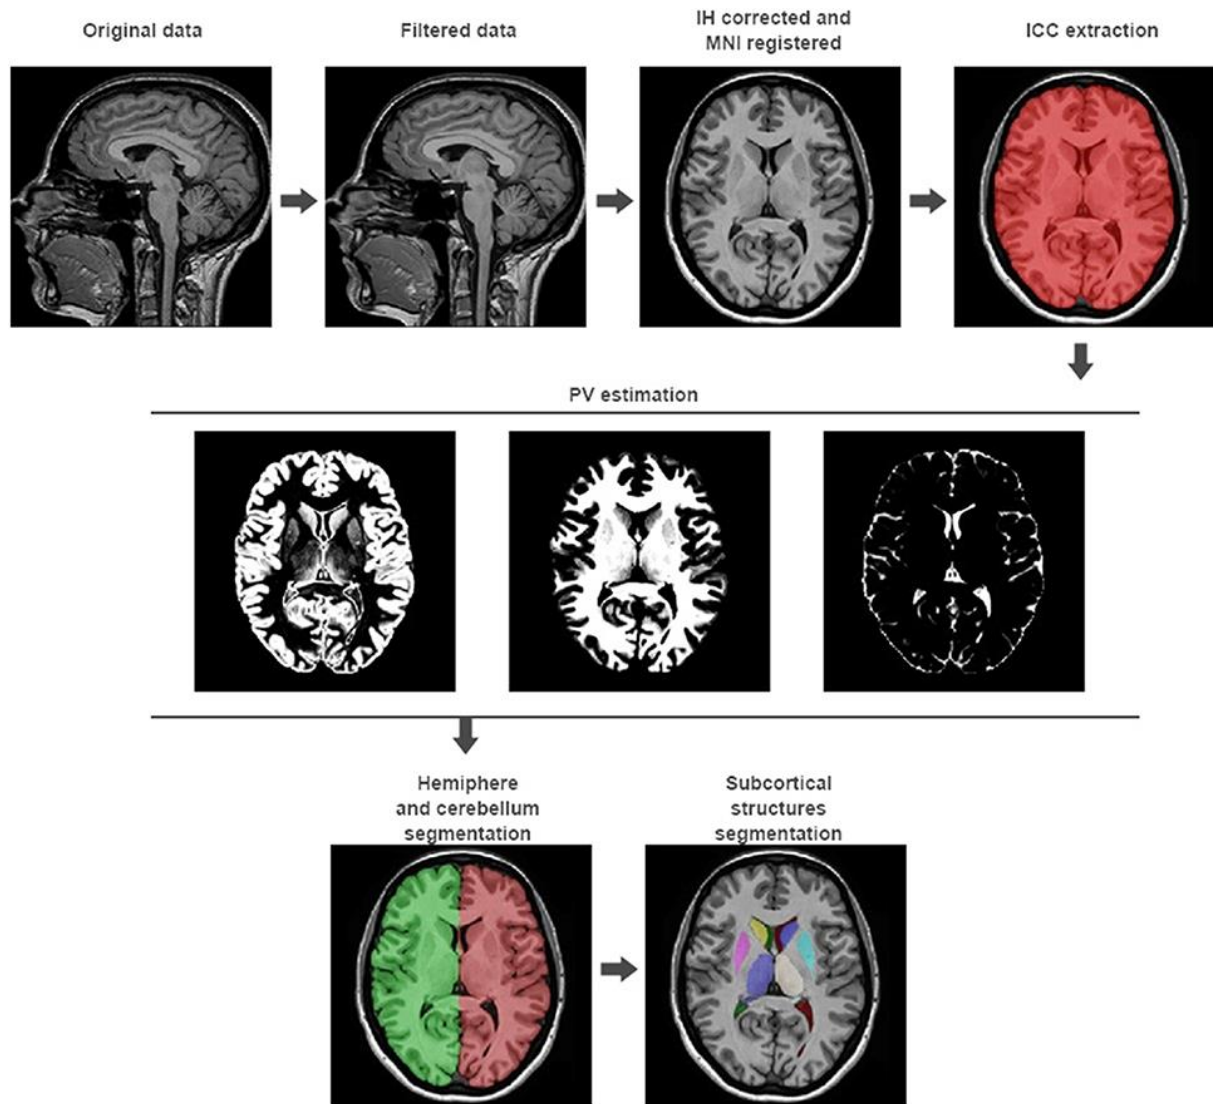 Original data
Filtered data
IH corrected and
MNI registered
ICC extraction
PV estimation
Hemiphere
and cerebellum
segmentation
Subcortical
structures
segmentation